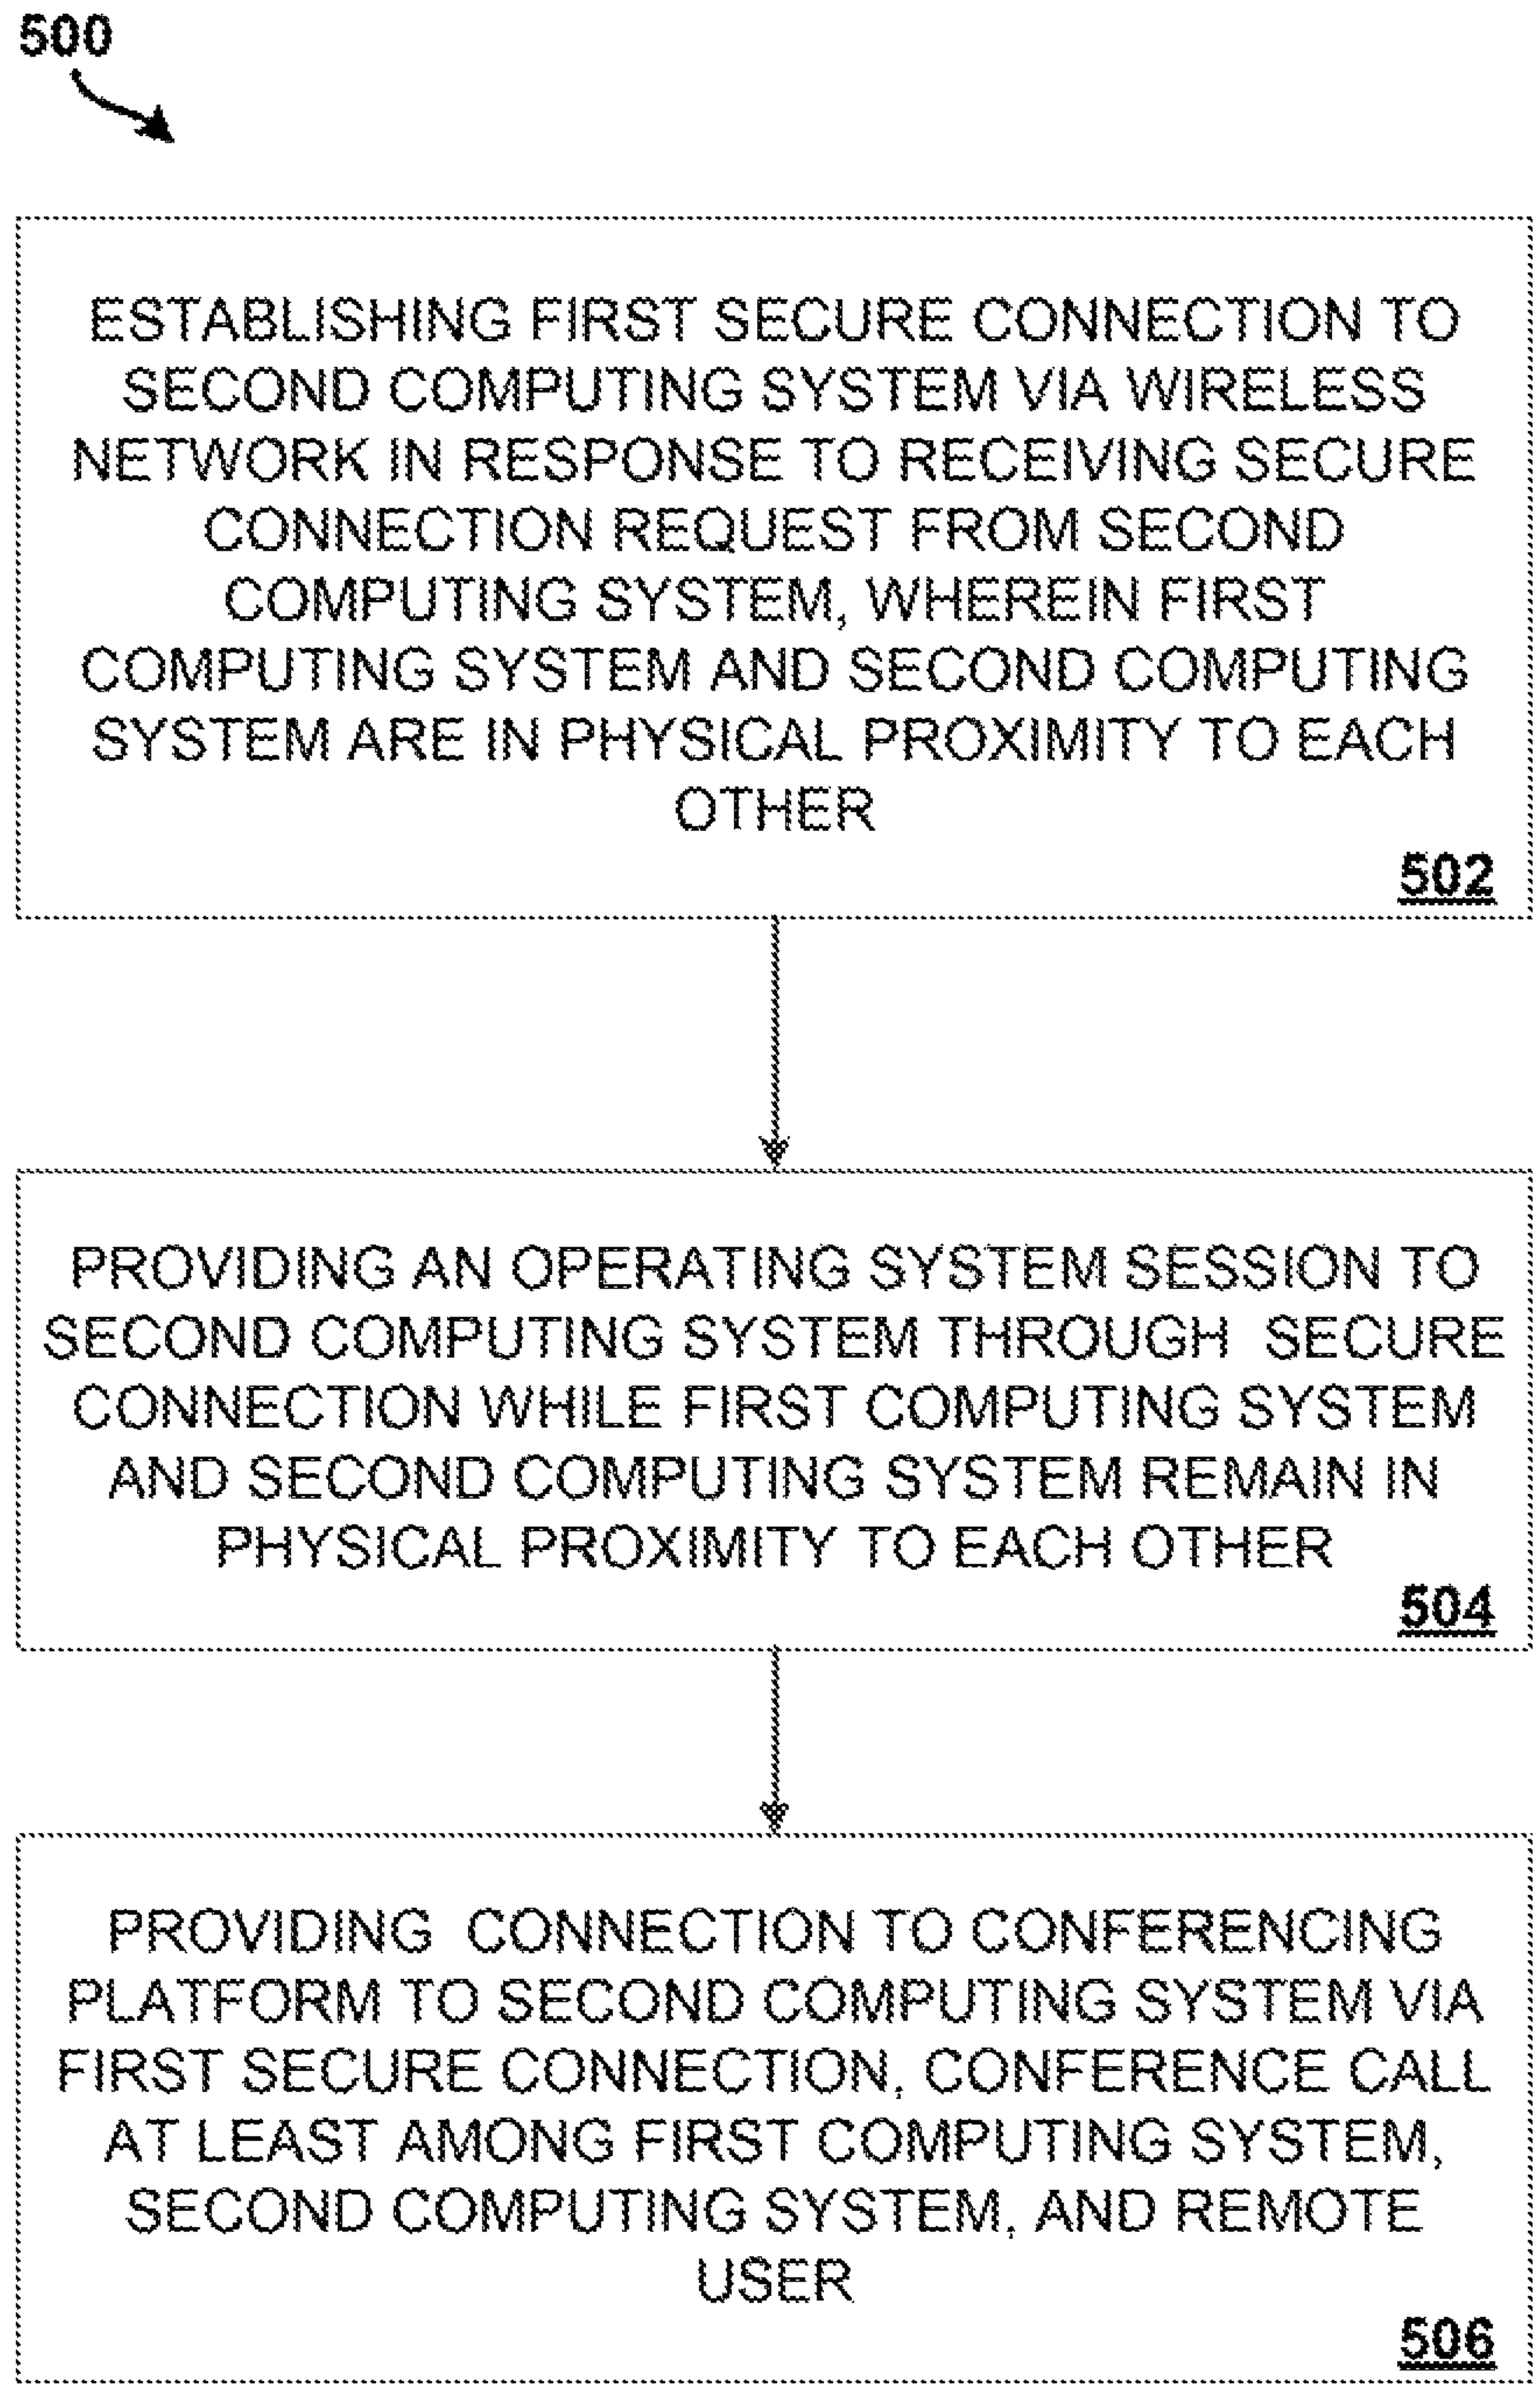 500
ESTABLISHING FIRST SECURE CONNECTION TO
SECOND COMPUTING SYSTEM VIA WIRELESS
NETWORK IN RESPONSE TO RECEIVING SECURE
CONNECTION REQUEST FROM SECOND
COMPUTING SYSTEM, WHEREIN FIRST
COMPUTING SYSTEM AND SECOND COMPUTING
SYSTEM ARE IN PHYSICAL PROXIMITY TO EACH
OTHER
502
PROVIDING AN OPERATING SYSTEM SESSION TO
SECOND COMPUTING SYSTEM THROUGH SECURE
CONNECTION WHILE FIRST COMPUTING SYSTEM
AND SECOND COMPUTING SYSTEM REMAIN IN
PHYSICAL PROXIMITY TO EACH OTHER
504
PROVIDING CONNECTION TO CONFERENCING
PLATFORM TO SECOND COMPUTING SYSTEM VIA
FIRST SECURE CONNECTION, CONFERENCE CALL
AT LEAST AMONG FIRST COMPUTING SYSTEM,
SECOND COMPUTING SYSTEM, AND REMOTE
USER
506